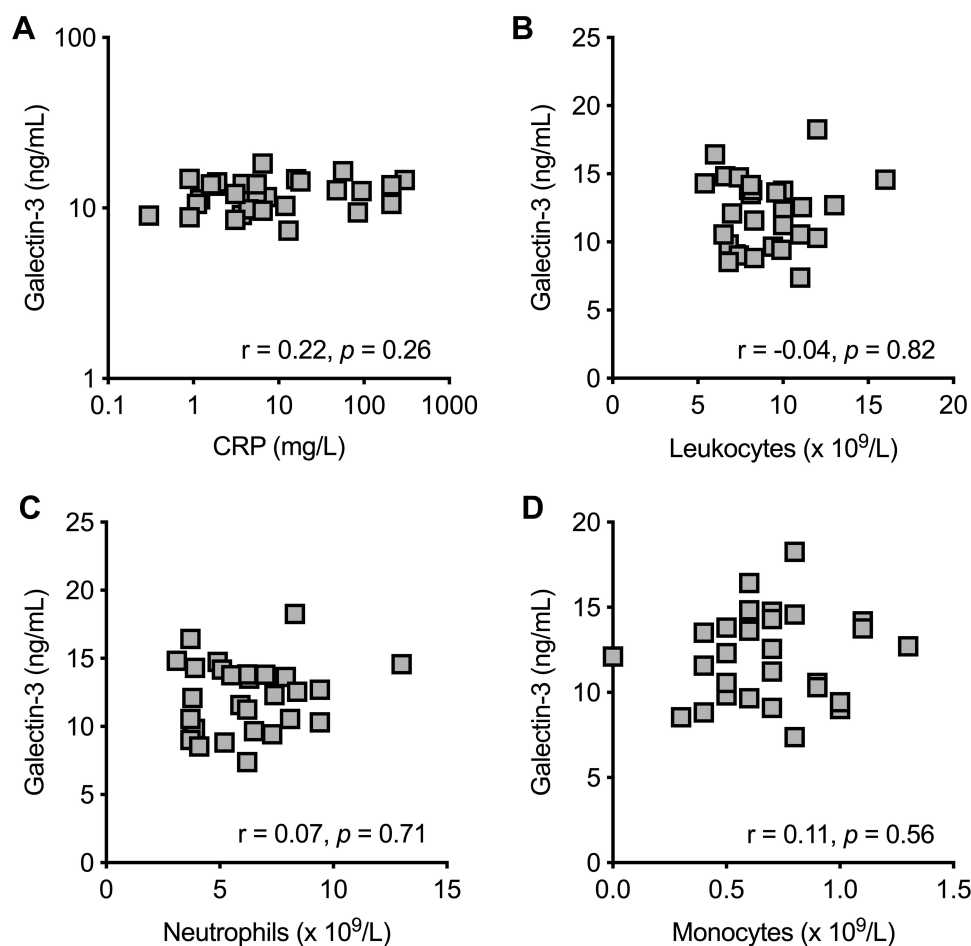 A
100
10
1
Galectin-3 (ng/mL)
r = 0.22, p = 0.26
0.1 1 10 100 1000
CRP (mg/L)
B
25
20
15
10
5
0
Galectin-3 (ng/mL)
r = -0.04, p = 0.82
0 5 10 15 20
Leukocytes (x 10⁹/L)
C
25
20
15
10
5
0
Galectin-3 (ng/mL)
r = 0.07, p = 0.71
0 5 10 15
Neutrophils (x 10⁹/L)
D
20
15
10
5
0
Galectin-3 (ng/mL)
r = 0.11, p = 0.56
0.0 0.5 1.0 1.5
Monocytes (x 10⁹/L)